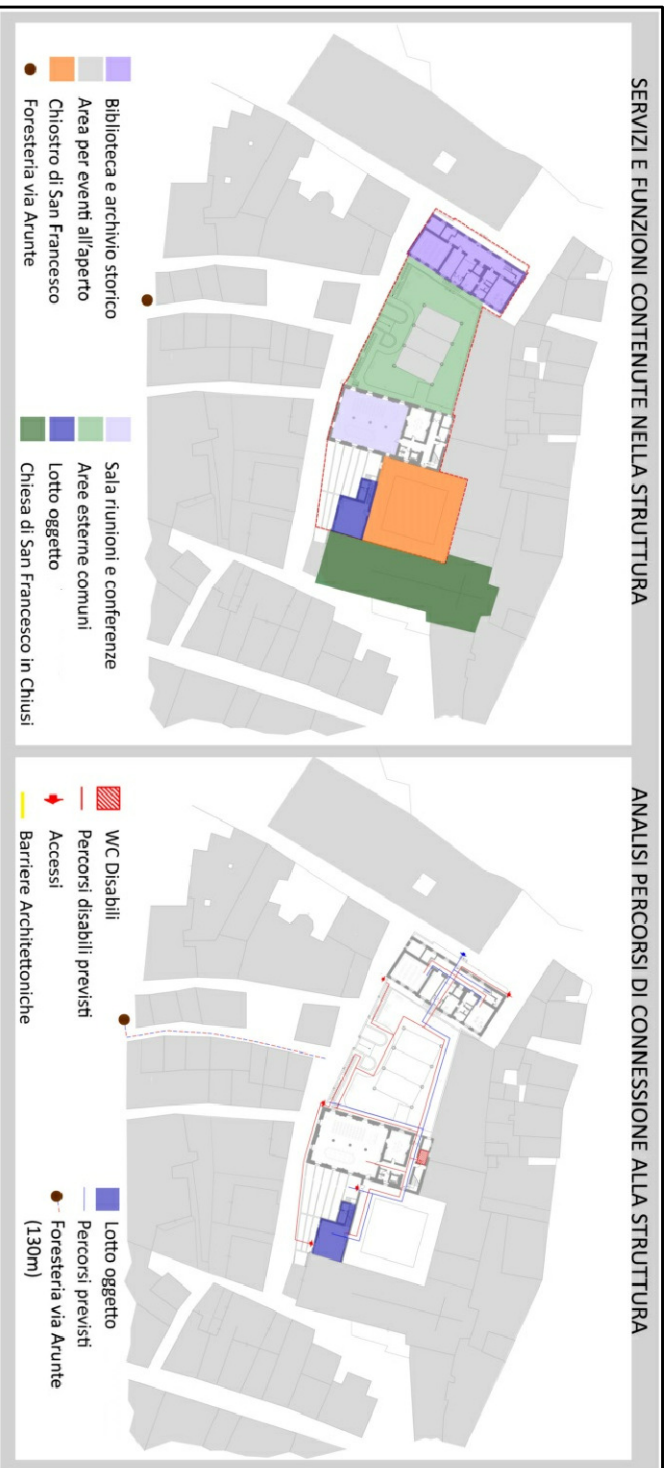 SERVIZI E FUNZIONI CONTENUTE NELLA STRUTTURA
Biblioteca e archivio storico
Area per eventi all'aperto
Chiostro di San Francesco
Foresteria via Arunte
Sala riunioni e conferenze
Aree esterne comuni
Lotto oggetto
Chiesa di San Francesco in Chiusi
ANALISI PERCORSI DI CONNESSIONE ALLA STRUTTURA
WC Disabili
Percorsi disabili previsti
Accessi
Barriere Architettoniche
Lotto oggetto
Percorsi previsti
Foresteria via Arunte
(130m)